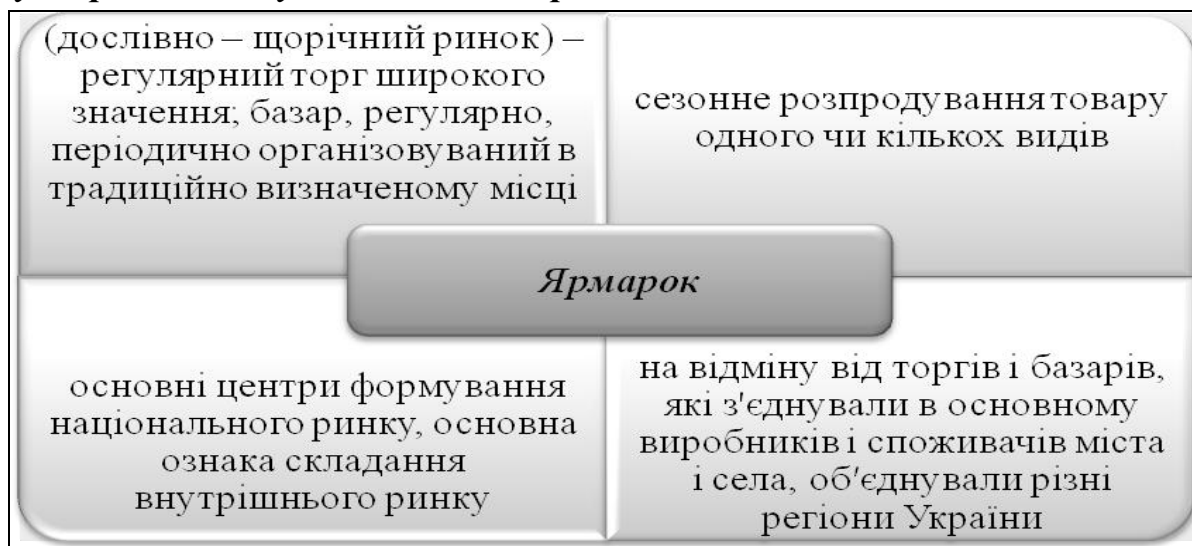 (дослівно – щорічний ринок) –
регулярний торг широкого
значення; базар, регулярно,
періодично організовуваний в
традиційно визначеному місці
сезонне розпродування товару
одного чи кількох видів
Ярмарок
основні центри формування
національного ринку, основна
ознака складання
внутрішнього ринку
на відміну від торгів і базарів,
які з'єднували в основному
виробників і споживачів міста
і села, об'єднували різні
регіони України